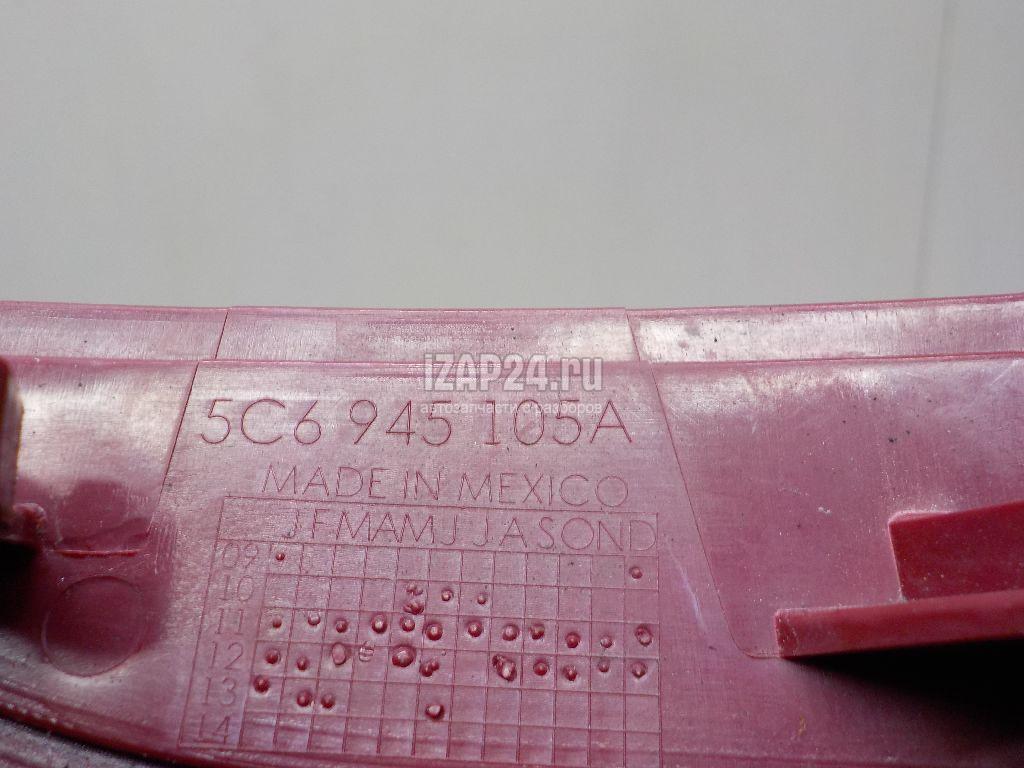 IZAP24.ru
автозапчасти с разборов
5C6 945 105A
MADE IN MEXICO
J F M A M J J A S O N D
09
10
11
12
13
14